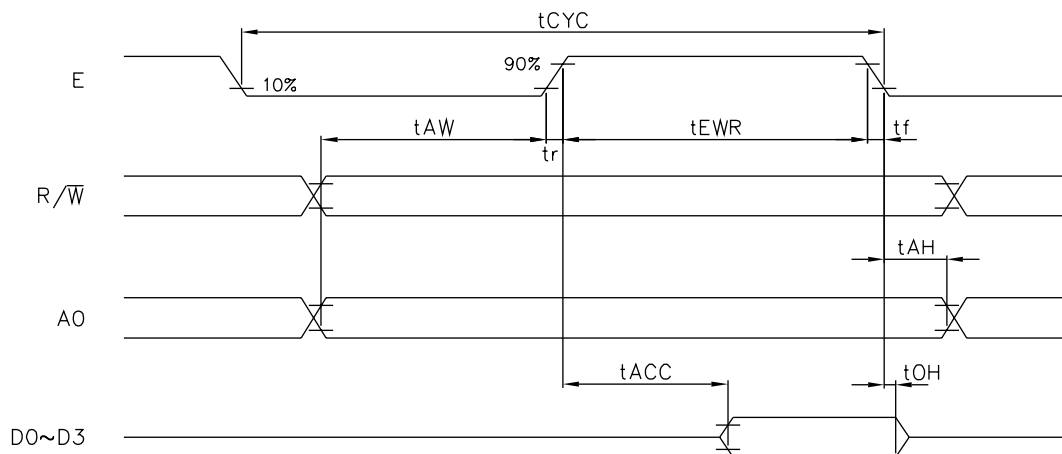 tCYC
E
10%
90%
tAW
tr
tEWR
tf
R/W̅
tAH
A0
tACC
tOH
D0~D3